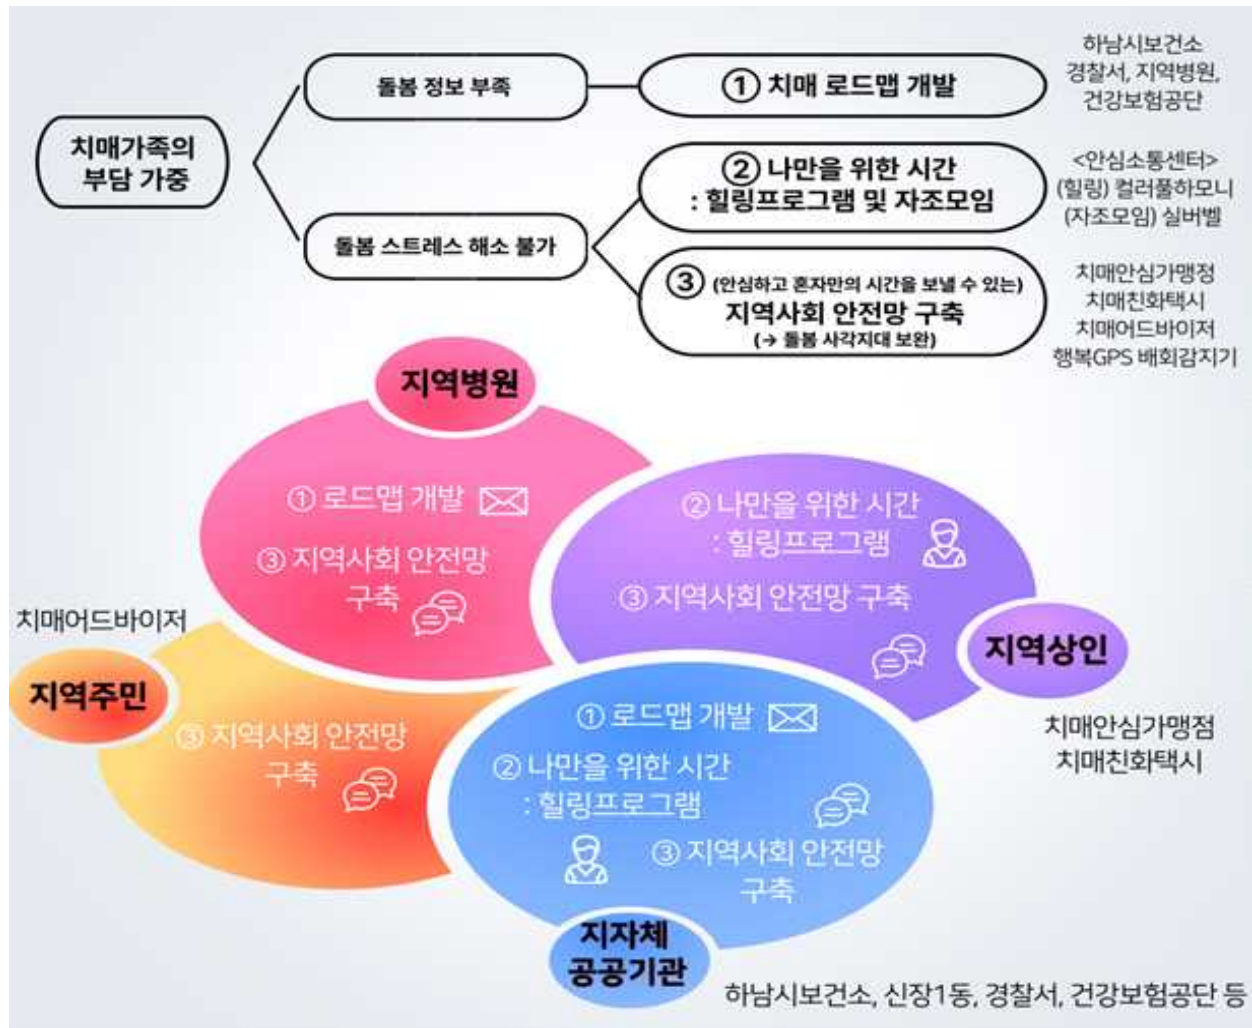 치매가족의
부담 가중
돌봄 정보 부족
돌봄 스트레스 해소 불가
① 치매 로드맵 개발
② 나만을 위한 시간
: 힐링프로그램 및 자조모임
③ (안심하고 혼자만의 시간을 보낼 수 있는)
지역사회 안전망 구축
(→ 돌봄 사각지대 보완)
하남시보건소
경찰서, 지역병원,
건강보험공단
<안심소통센터>
(힐링) 컬러풀하모니
(자조모임) 실버벨
치매안심가맹점
치매친화택시
치매어드바이저
행복GPS 배회감지기
지역병원
① 로드맵 개발
③ 지역사회 안전망
구축
② 나만을 위한 시간
: 힐링프로그램
③ 지역사회 안전망 구축
지역상인
치매안심가맹점
치매친화택시
치매어드바이저
지역주민
③ 지역사회 안전망
구축
① 로드맵 개발
② 나만을 위한 시간
: 힐링프로그램
③ 지역사회 안전망
구축
지자체
공공기관
하남시보건소, 신장1동, 경찰서, 건강보험공단 등